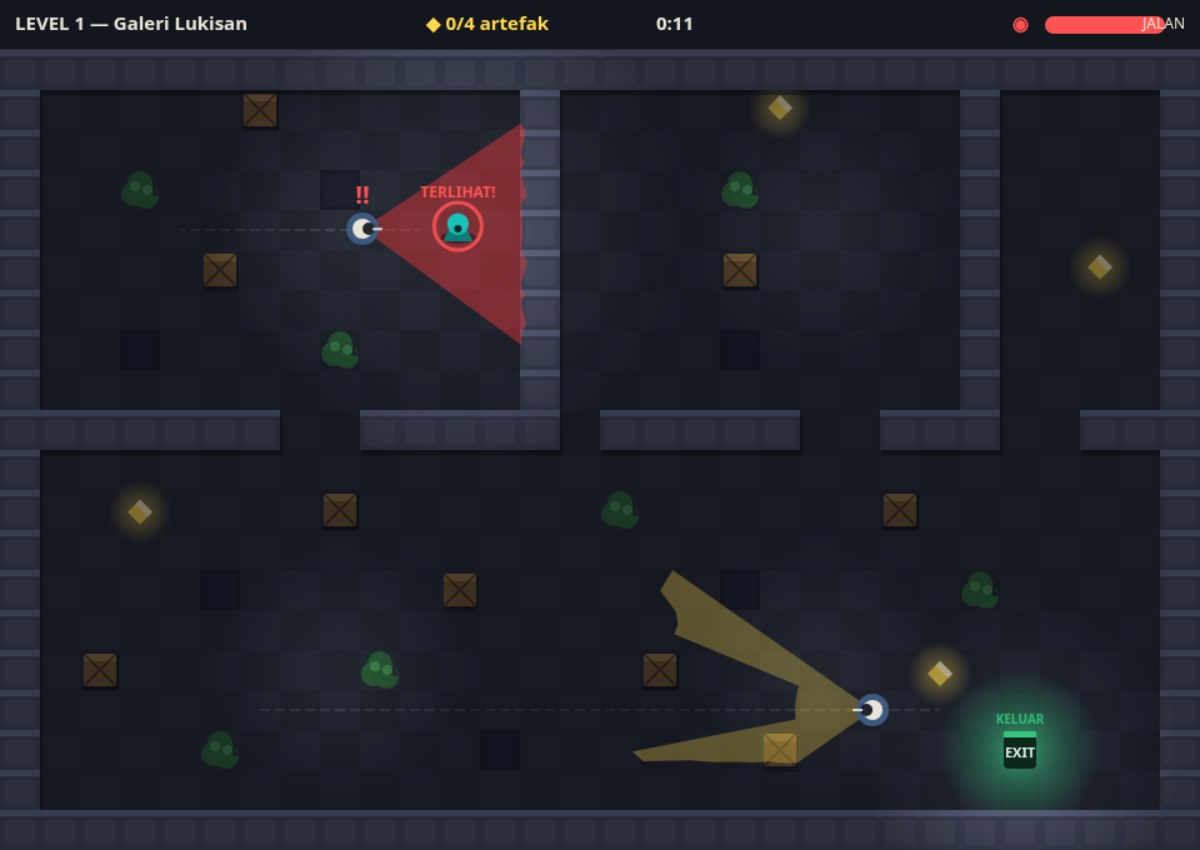 LEVEL 1 — Galeri Lukisan
◆ 0/4 artefak
0:11
JALAN
!!
TERLIHAT!
KELUAR
EXIT